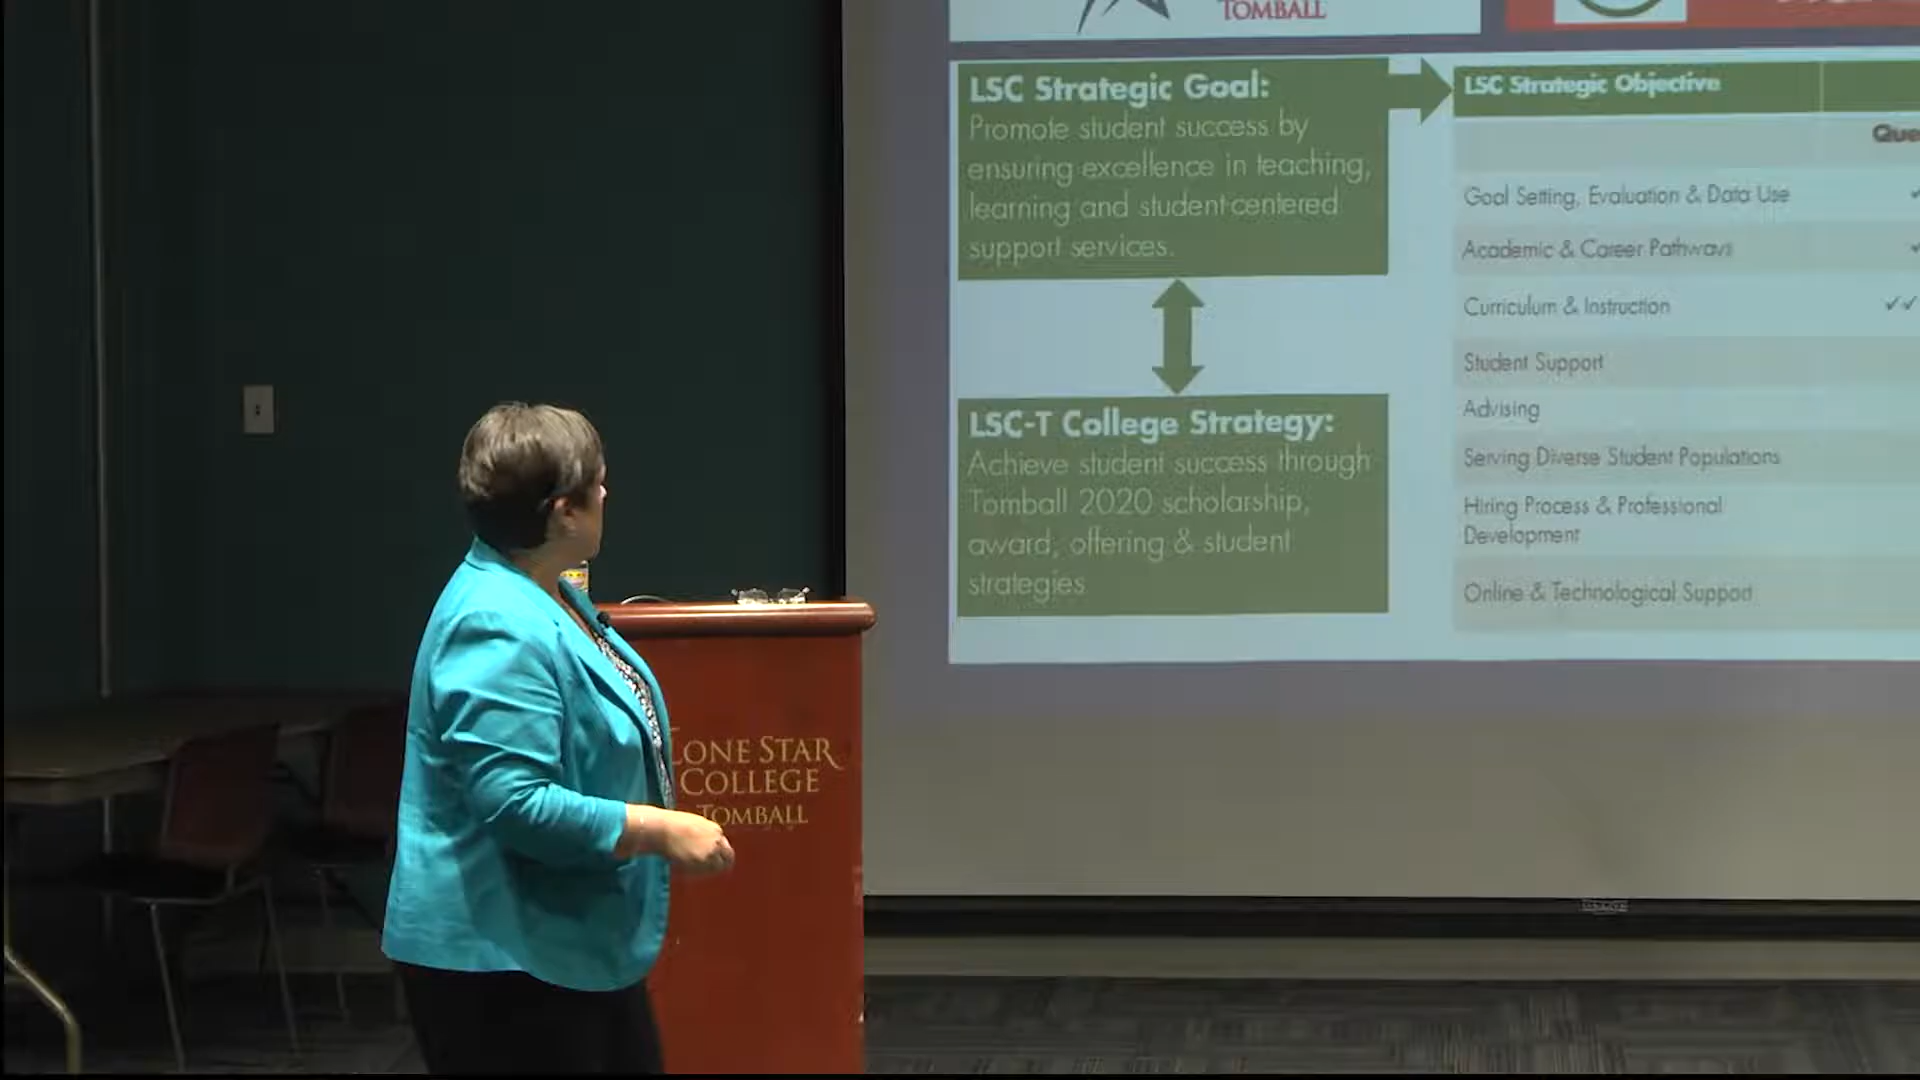 TOMBALL
LSC Strategic Goal:
Promote student success by
ensuring excellence in teaching,
learning and student-centered
support services.
LSC-T College Strategy:
Achieve student success through
Tomball 2020 scholarship,
award, offering & student
strategies
LSC Strategic Objective
Que
Goal Setting, Evaluation & Data Use
Academic & Career Pathways
Curriculum & Instruction ✓✓
Student Support
Advising
Serving Diverse Student Populations
Hiring Process & Professional
Development
Online & Technological Support
LONE STAR
COLLEGE
TOMBALL